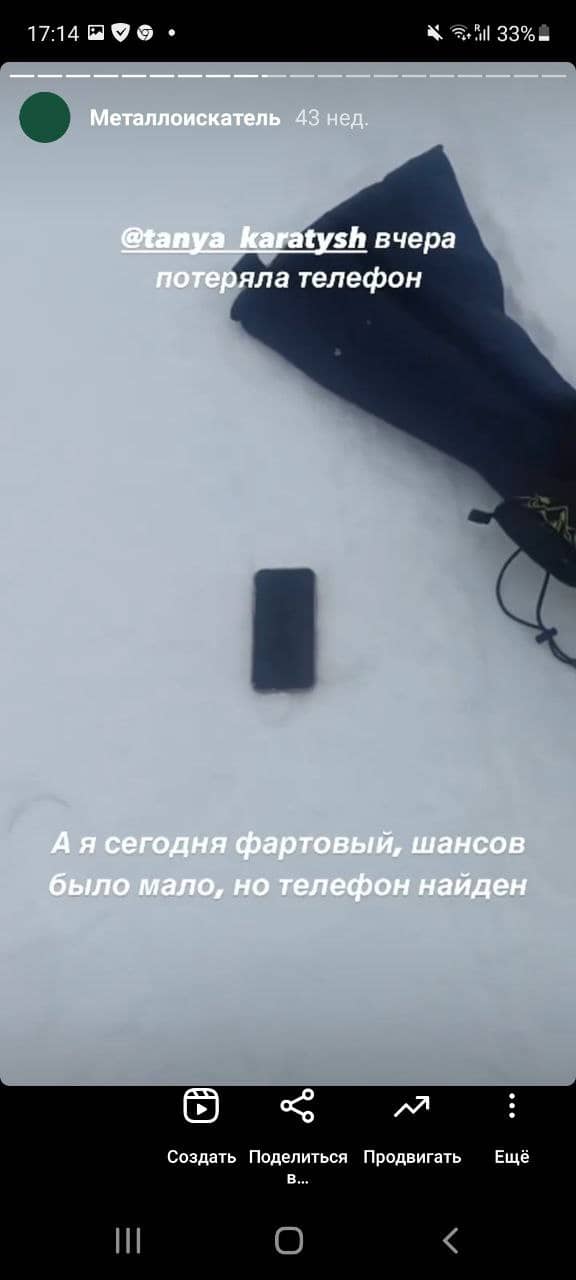 17:14 33%
Металлоискатель 43 нед.
@tanya_karatysh вчера
потеряла телефон
А я сегодня фартовый, шансов
было мало, но телефон найден
Создать Поделиться в... Продвигать Ещё